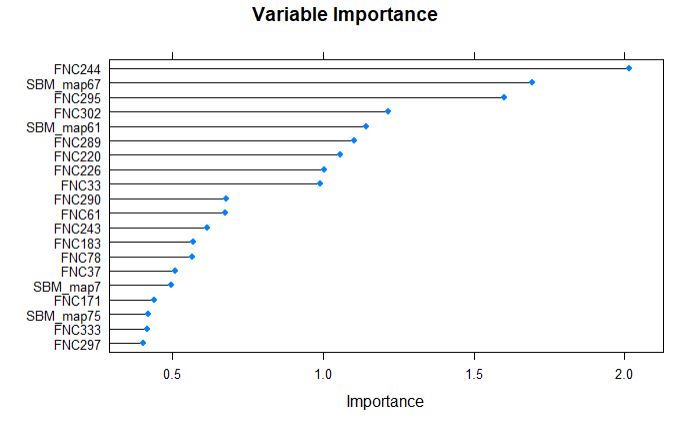 Variable Importance
FNC244
SBM_map67
FNC295
FNC302
SBM_map61
FNC289
FNC220
FNC226
FNC33
FNC290
FNC61
FNC243
FNC183
FNC78
FNC37
SBM_map7
FNC171
SBM_map75
FNC333
FNC297
0.5 1.0 1.5 2.0
Importance